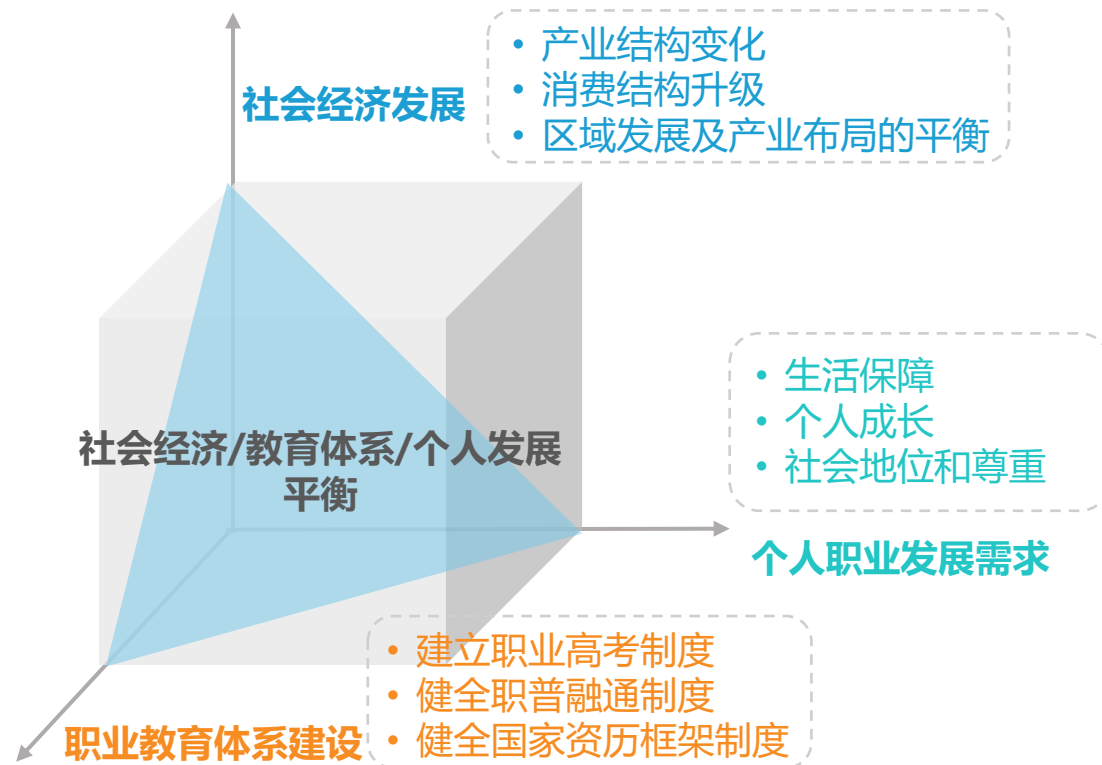 • 产业结构变化
• 消费结构升级
• 区域发展及产业布局的平衡
社会经济发展
• 生活保障
• 个人成长
• 社会地位和尊重
社会经济/教育体系/个人发展
平衡
个人职业发展需求
• 建立职业高考制度
• 健全职普融通制度
• 健全国家资历框架制度
职业教育体系建设